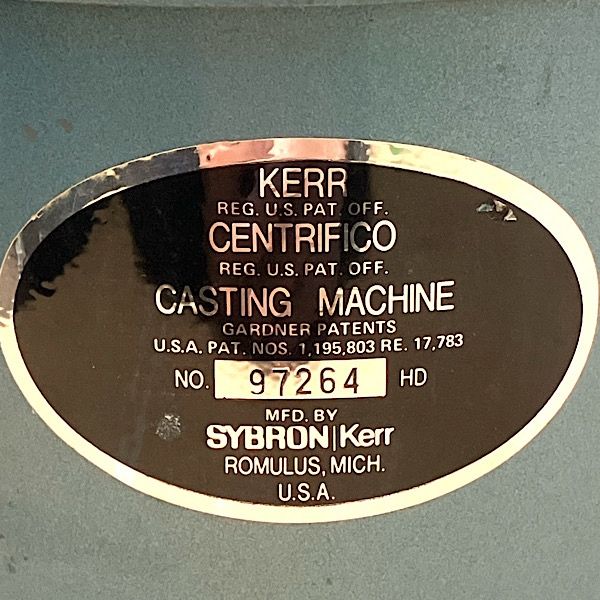 KERR
REG. U.S. PAT. OFF.
CENTRIFICO
REG. U.S. PAT. OFF.
CASTING MACHINE
GARDNER PATENTS
U.S.A. PAT. NOS. 1,195,803 RE. 17,783
NO. 97264 HD
MFD. BY
SYBRON|Kerr
ROMULUS, MICH.
U.S.A.